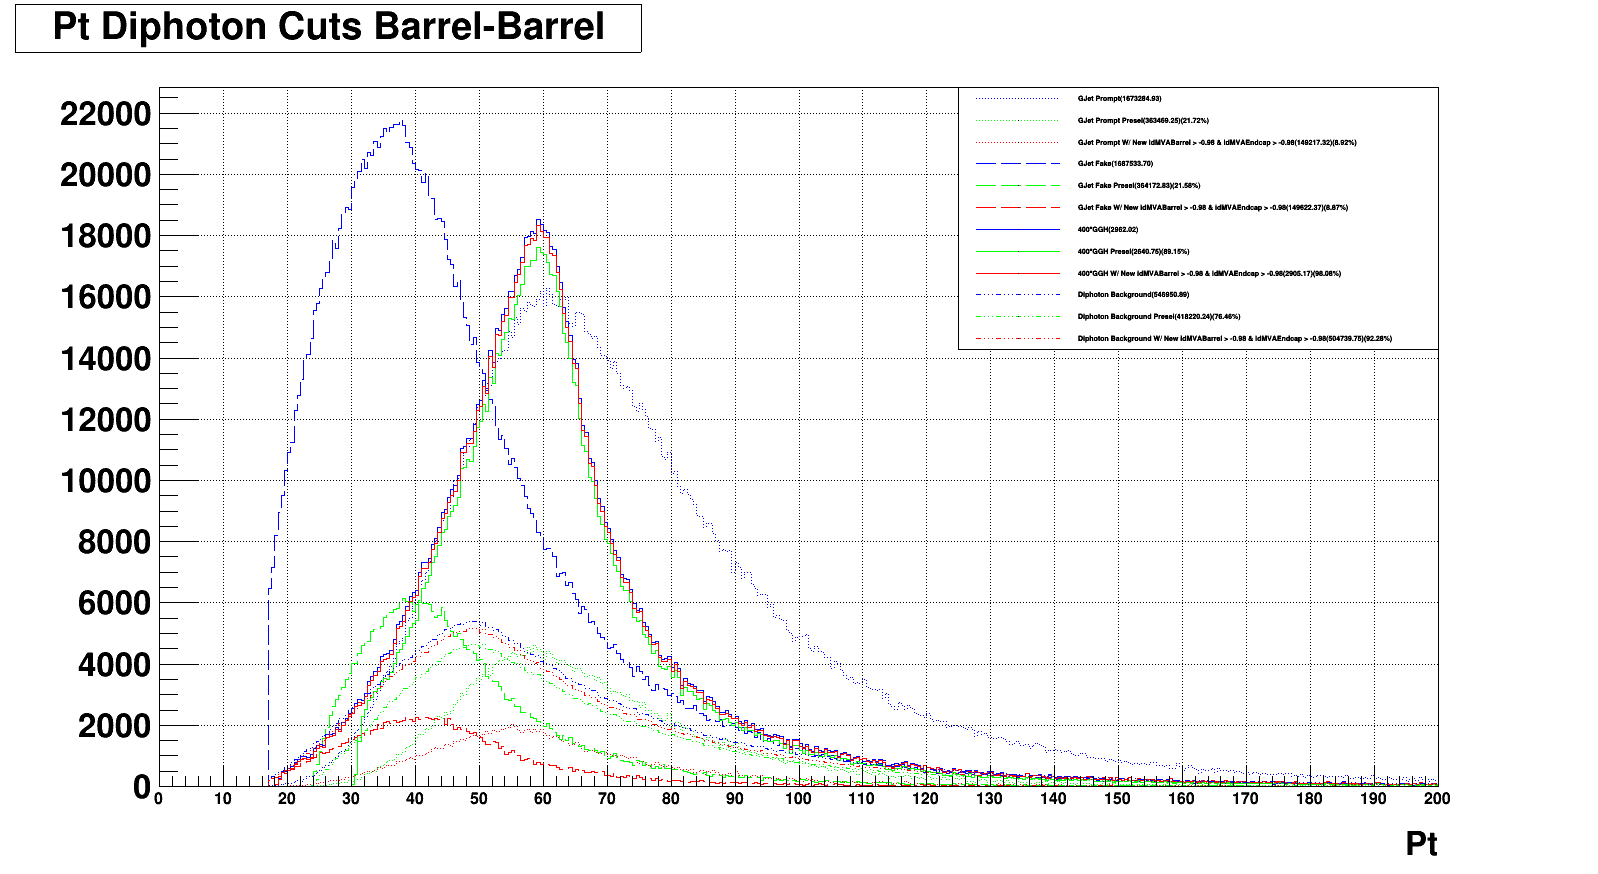 Pt Diphoton Cuts Barrel-Barrel
GJet Prompt(1673284.93)
GJet Prompt Presel(363469.25)(21.72%)
GJet Prompt W/ New idMVABarrel > -0.98 & idMVAEndcap > -0.98(149217.32)(8.92%)
GJet Fake(1687533.70)
GJet Fake Presel(364172.83)(21.58%)
GJet Fake W/ New idMVABarrel > -0.98 & idMVAEndcap > -0.98(149622.37)(8.87%)
400*GGH(2962.02)
400*GGH Presel(2640.75)(89.15%)
400*GGH W/ New idMVABarrel > -0.98 & idMVAEndcap > -0.98(2905.17)(98.08%)
Diphoton Background(546950.89)
Diphoton Background Presel(418220.24)(76.46%)
Diphoton Background W/ New idMVABarrel > -0.98 & idMVAEndcap > -0.98(504739.75)(92.28%)
22000
20000
18000
16000
14000
12000
10000
8000
6000
4000
2000
0
0 10 20 30 40 50 60 70 80 90 100 110 120 130 140 150 160 170 180 190 200
Pt